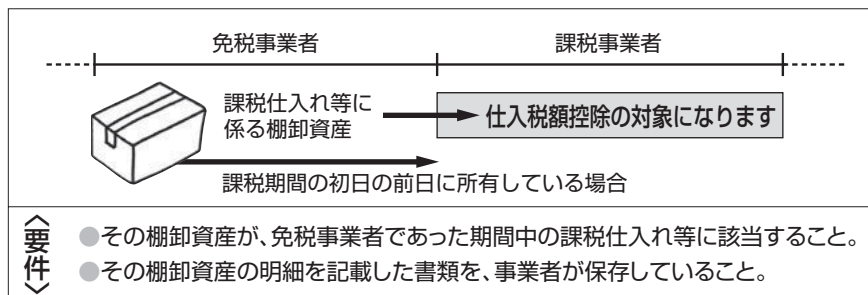 免税事業者
課税事業者
課税仕入れ等に
係る棚卸資産
仕入税額控除の対象になります
課税期間の初日の前日に所有している場合
〈要件〉
●その棚卸資産が、免税事業者であった期間中の課税仕入れ等に該当すること。
●その棚卸資産の明細を記載した書類を、事業者が保存していること。